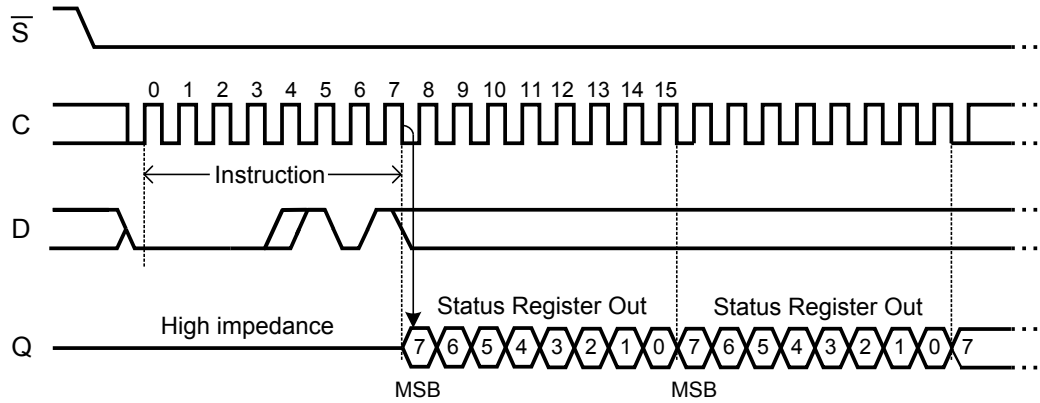 S
0 1 2 3 4 5 6 7 8 9 10 11 12 13 14 15
C
Instruction
D
Status Register Out Status Register Out
High impedance
Q 7 6 5 4 3 2 1 0 7 6 5 4 3 2 1 0 7
MSB MSB